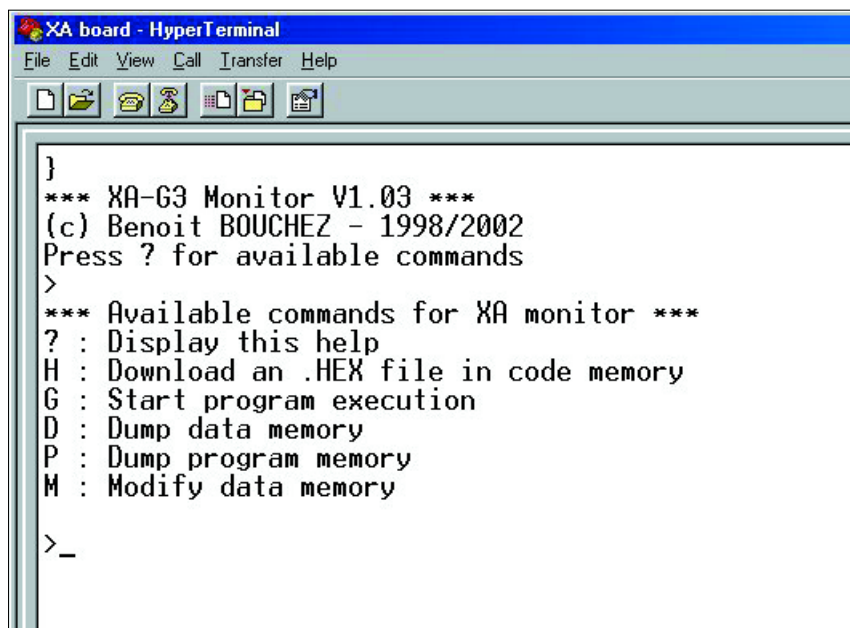 XA board - HyperTerminal
File Edit View Call Transfer Help
}
*** XA-G3 Monitor V1.03 ***
(c) Benoit BOUCHEZ - 1998/2002
Press ? for available commands
>
*** Available commands for XA monitor ***
? : Display this help
H : Download an .HEX file in code memory
G : Start program execution
D : Dump data memory
P : Dump program memory
M : Modify data memory
>_